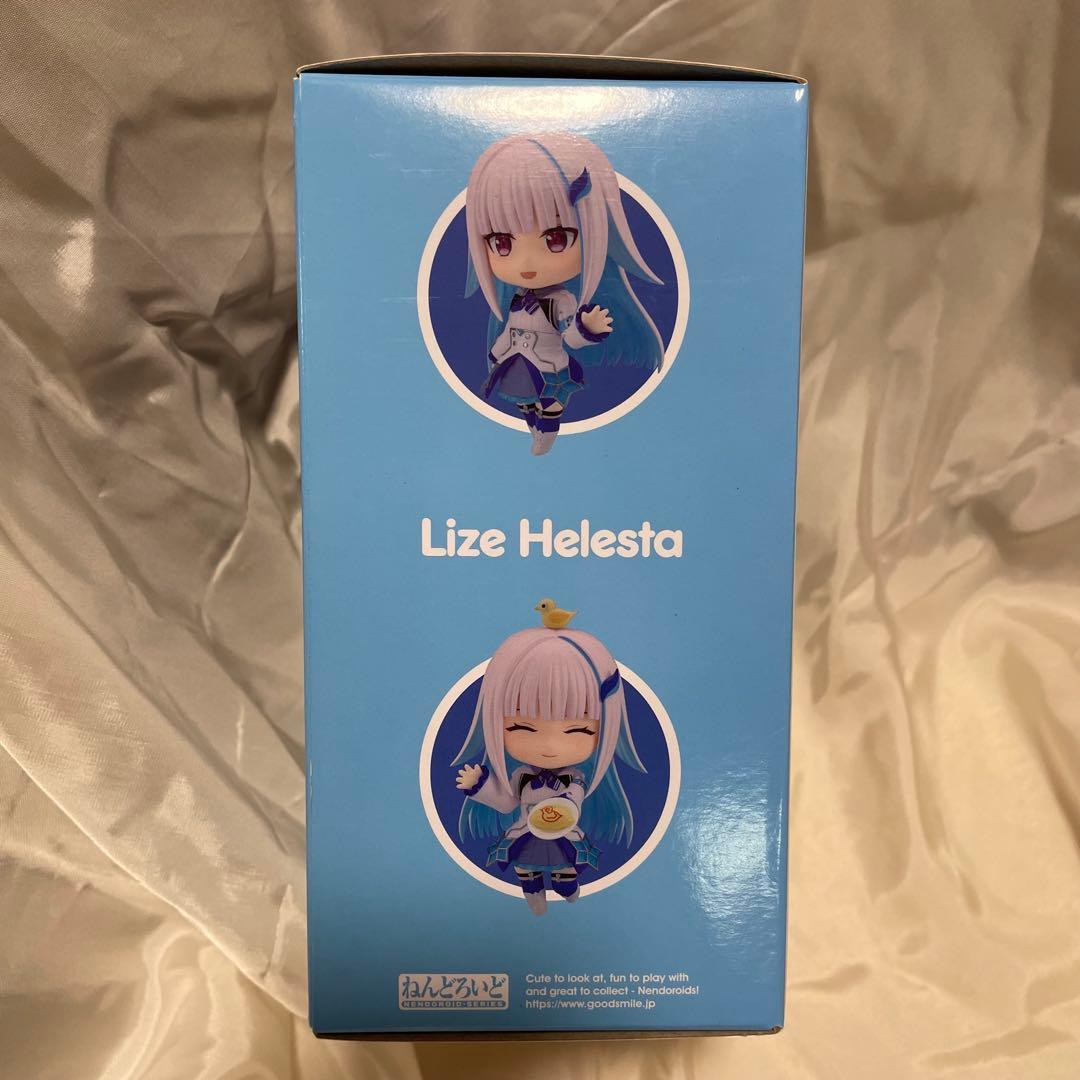 Lize Helesta
ねんどろいど
NENDOROID·SERIES
Cute to look at, fun to play with
and great to collect - Nendoroids!
https://www.goodsmile.jp